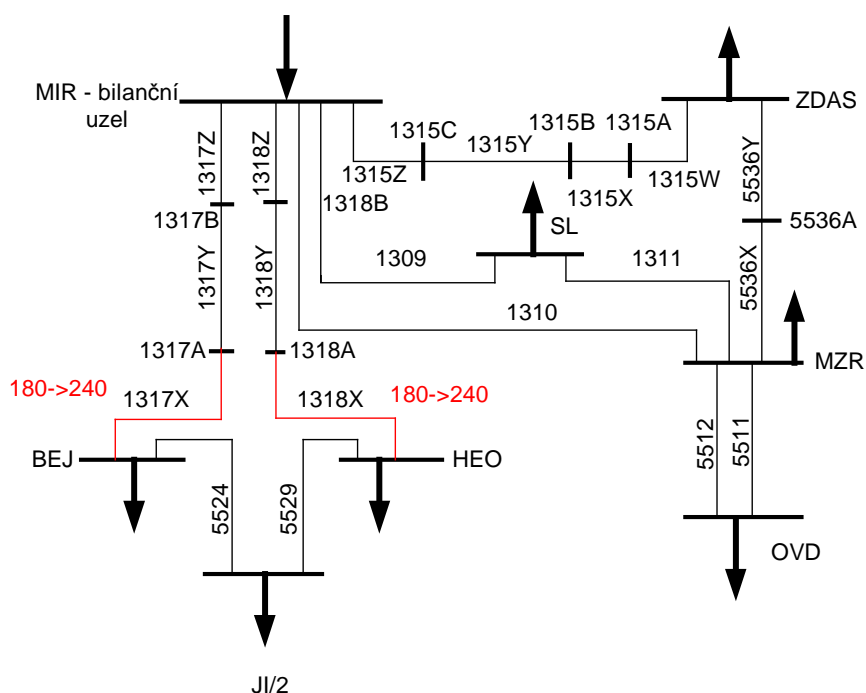 MIR - bilanční
uzel
ZDAS
1317Z
1318Z
1315C
1315Y
1315B
1315A
1315Z
1315X
1315W
5536Y
1318B
1317B
SL
5536A
1317Y
1318Y
1309
1311
5536X
1310
1317A
1318A
MZR
180->240
1317X
1318X
180->240
BEJ
HEO
5512
5511
5524
5529
OVD
JI/2